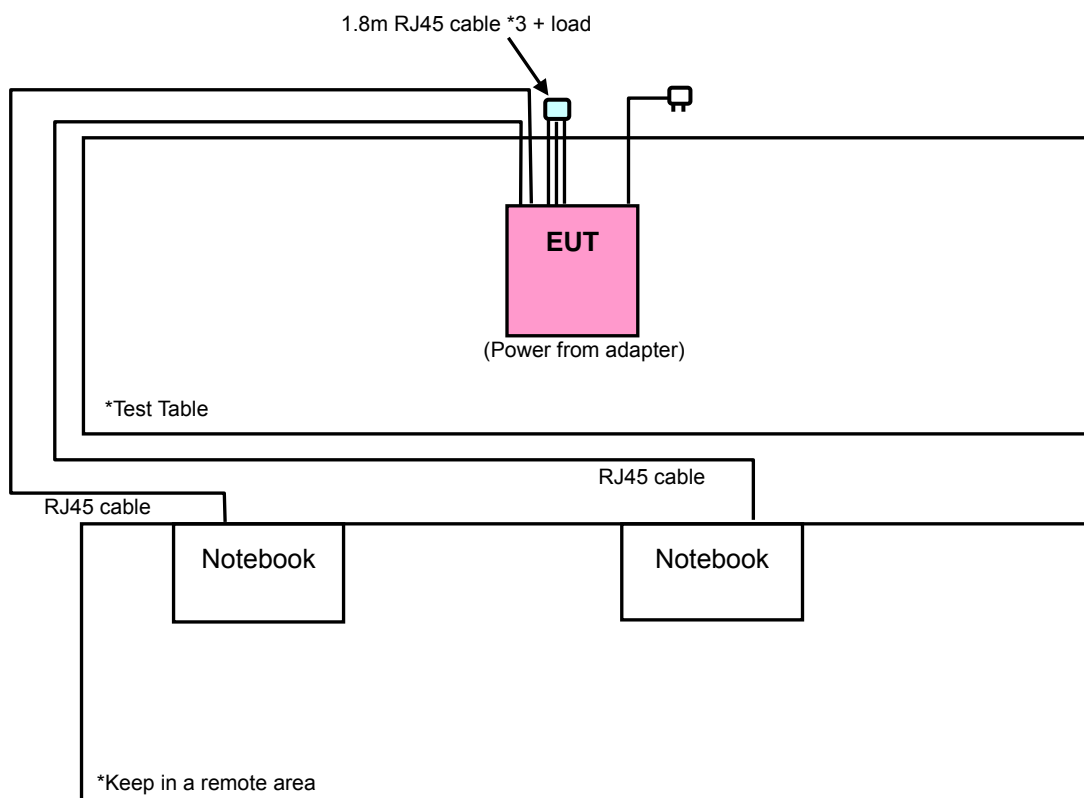 1.8m RJ45 cable *3 + load
EUT
(Power from adapter)
*Test Table
RJ45 cable
RJ45 cable
Notebook
Notebook
*Keep in a remote area